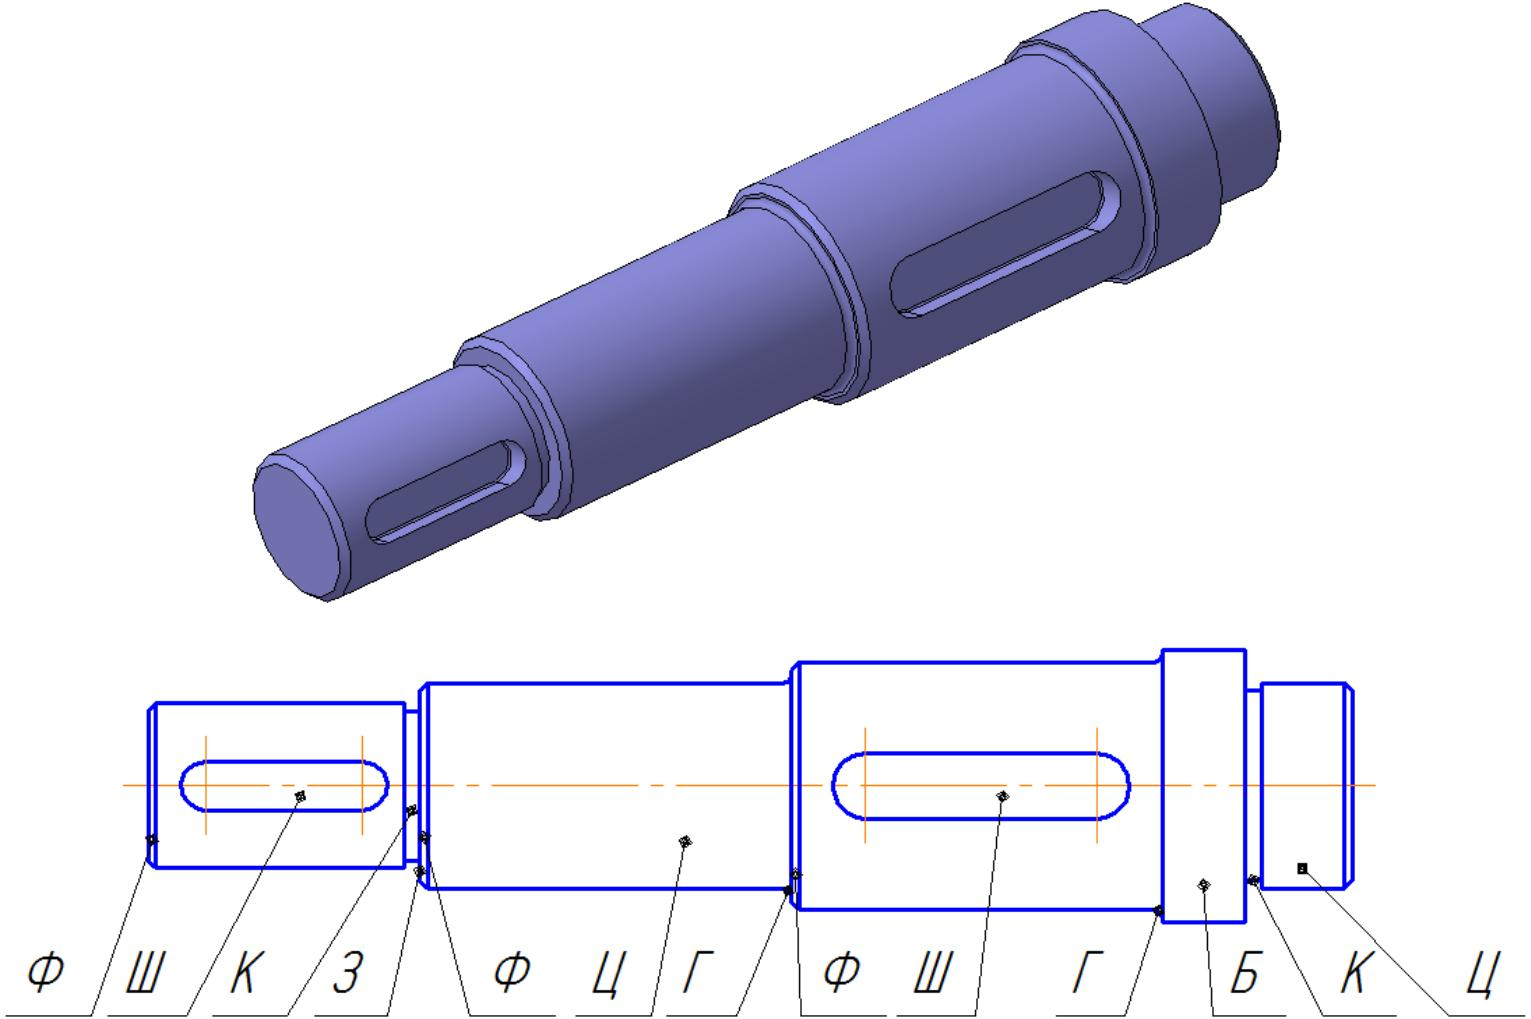 Ф Ш К З Ф Ц Г Ф Ш Г Б К Ц